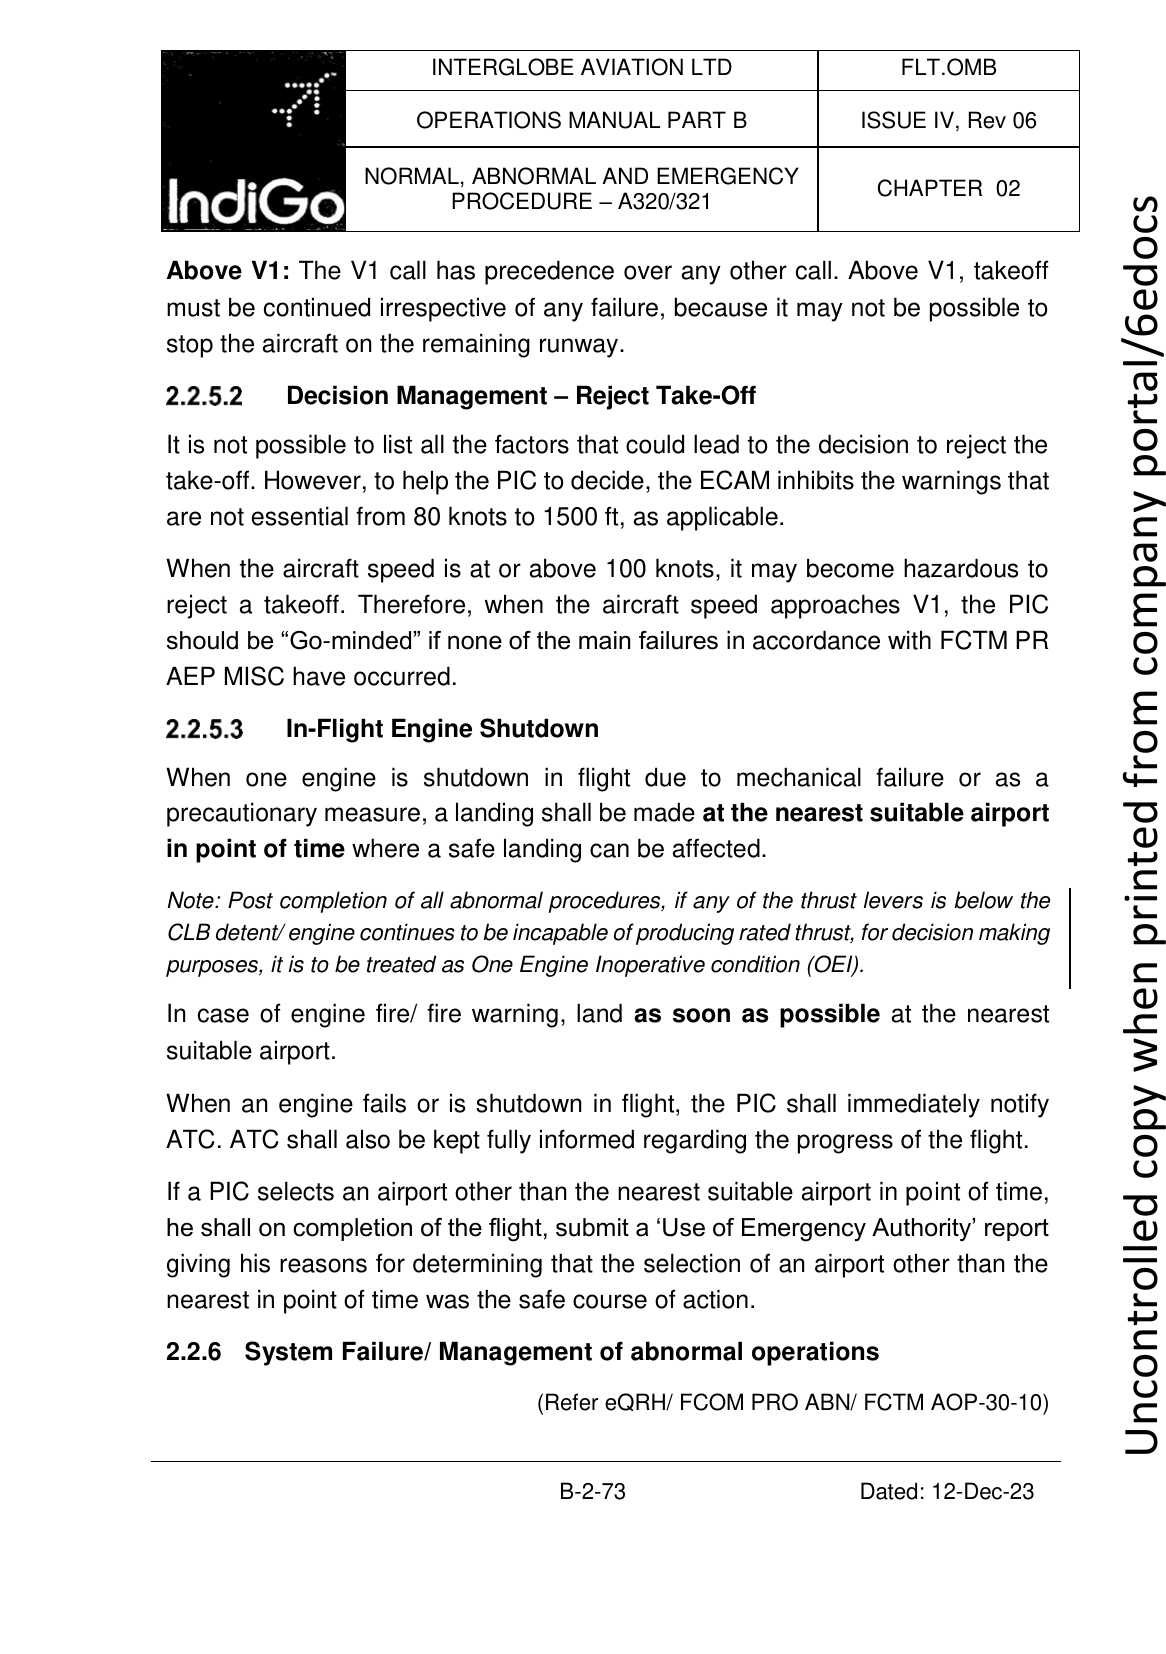 IndiGo
INTERGLOBE AVIATION LTD
FLT.OMB
OPERATIONS MANUAL PART B
ISSUE IV, Rev 06
NORMAL, ABNORMAL AND EMERGENCY
PROCEDURE – A320/321
CHAPTER 02
Above V1: The V1 call has precedence over any other call. Above V1, takeoff
must be continued irrespective of any failure, because it may not be possible to
stop the aircraft on the remaining runway.
2.2.5.2 Decision Management – Reject Take-Off
It is not possible to list all the factors that could lead to the decision to reject the
take-off. However, to help the PIC to decide, the ECAM inhibits the warnings that
are not essential from 80 knots to 1500 ft, as applicable.
When the aircraft speed is at or above 100 knots, it may become hazardous to
reject a takeoff. Therefore, when the aircraft speed approaches V1, the PIC
should be “Go-minded” if none of the main failures in accordance with FCTM PR
AEP MISC have occurred.
2.2.5.3 In-Flight Engine Shutdown
When one engine is shutdown in flight due to mechanical failure or as a
precautionary measure, a landing shall be made at the nearest suitable airport
in point of time where a safe landing can be affected.
Note: Post completion of all abnormal procedures, if any of the thrust levers is below the
CLB detent/ engine continues to be incapable of producing rated thrust, for decision making
purposes, it is to be treated as One Engine Inoperative condition (OEI).
In case of engine fire/ fire warning, land as soon as possible at the nearest
suitable airport.
When an engine fails or is shutdown in flight, the PIC shall immediately notify
ATC. ATC shall also be kept fully informed regarding the progress of the flight.
If a PIC selects an airport other than the nearest suitable airport in point of time,
he shall on completion of the flight, submit a ‘Use of Emergency Authority’ report
giving his reasons for determining that the selection of an airport other than the
nearest in point of time was the safe course of action.
2.2.6 System Failure/ Management of abnormal operations
(Refer eQRH/ FCOM PRO ABN/ FCTM AOP-30-10)
B-2-73
Dated: 12-Dec-23
Uncontrolled copy when printed from company portal/6edocs